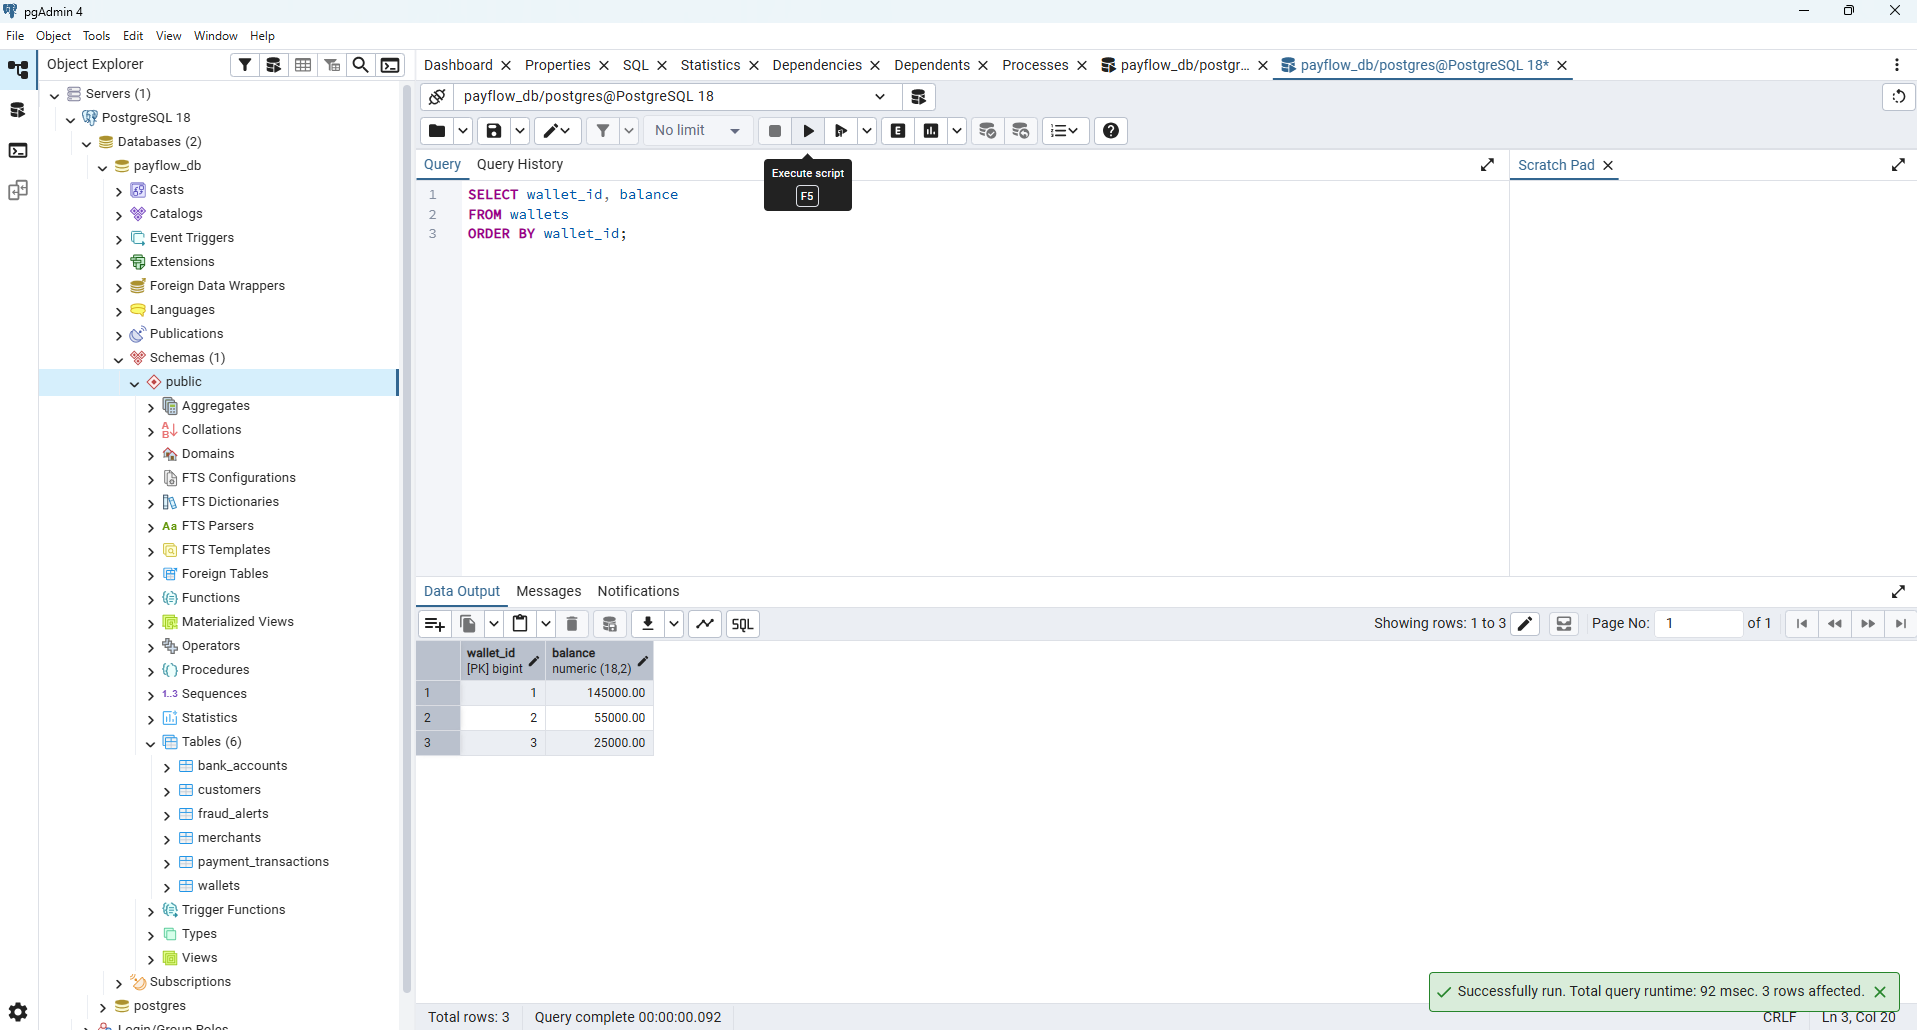 pgAdmin 4
File Object Tools Edit View Window Help
Object Explorer
Servers (1)
PostgreSQL 18
Databases (2)
payflow_db
Casts
Catalogs
Event Triggers
Extensions
Foreign Data Wrappers
Languages
Publications
Schemas (1)
public
Aggregates
Collations
Domains
FTS Configurations
FTS Dictionaries
Aa FTS Parsers
FTS Templates
Foreign Tables
Functions
Materialized Views
Operators
Procedures
1..3 Sequences
Statistics
Tables (6)
bank_accounts
customers
fraud_alerts
merchants
payment_transactions
wallets
Trigger Functions
Types
Views
Subscriptions
postgres
Login/Group Roles
Dashboard Properties SQL Statistics Dependencies Dependents Processes payflow_db/postgr... payflow_db/postgres@PostgreSQL 18*
payflow_db/postgres@PostgreSQL 18
No limit E
Query Query History
Execute script
F5
Scratch Pad
1 SELECT wallet_id, balance
2 FROM wallets
3 ORDER BY wallet_id;
Data Output Messages Notifications
SQL Showing rows: 1 to 3 Page No: 1 of 1
wallet_id balance
[PK] bigint numeric (18,2)
1 1 145000.00
2 2 55000.00
3 3 25000.00
Successfully run. Total query runtime: 92 msec. 3 rows affected.
Total rows: 3 Query complete 00:00:00.092 CRLF Ln 3, Col 20